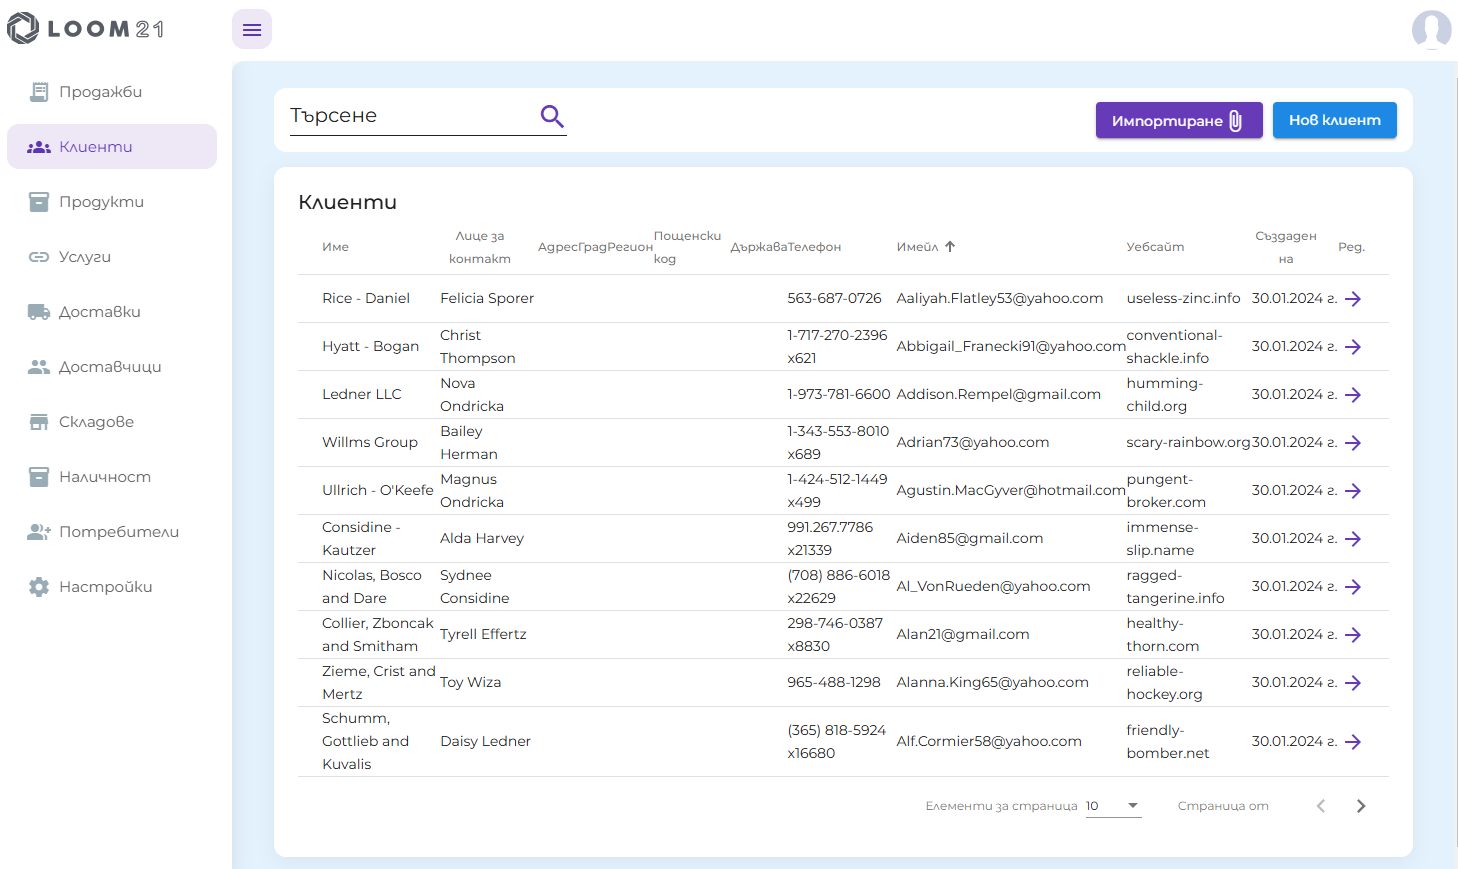 LOOM21
Продажби
Клиенти
Продукти
Услуги
Доставки
Доставчици
Складове
Наличност
Потребители
Настройки
Търсене
Импортиране
Нов клиент
Клиенти
Име Лице за контакт Адрес Град Регион Пощенски код Държава Телефон Имейл Уебсайт Създаден на Ред.
Rice - Daniel Felicia Sporer 563-687-0726 Aaliyah.Flatley53@yahoo.com useless-zinc.info 30.01.2024 г.
Hyatt - Bogan Christ Thompson 1-717-270-2396 x621 Abbigail_Franecki91@yahoo.com conventional-shackle.info 30.01.2024 г.
Ledner LLC Nova Ondricka 1-973-781-6600 Addison.Rempel@gmail.com humming-child.org 30.01.2024 г.
Willms Group Bailey Herman 1-343-553-8010 x689 Adrian73@yahoo.com scary-rainbow.org 30.01.2024 г.
Ullrich - O'Keefe Magnus Ondricka 1-424-512-1449 x499 Agustin.MacGyver@hotmail.com pungent-broker.com 30.01.2024 г.
Considine - Kautzer Alda Harvey 991.267.7786 x21339 Aiden85@gmail.com immense-slip.name 30.01.2024 г.
Nicolas, Bosco and Dare Sydnee Considine (708) 886-6018 x22629 Al_VonRueden@yahoo.com ragged-tangerine.info 30.01.2024 г.
Collier, Zboncak and Smitham Tyrell Effertz 298-746-0387 x8830 Alan21@gmail.com healthy-thorn.com 30.01.2024 г.
Zieme, Crist and Mertz Toy Wiza 965-488-1298 Alanna.King65@yahoo.com reliable-hockey.org 30.01.2024 г.
Schumm, Gottlieb and Kuvalis Daisy Ledner (365) 818-5924 x16680 Alf.Cormier58@yahoo.com friendly-bomber.net 30.01.2024 г.
Елементи за страница 10 Страница от